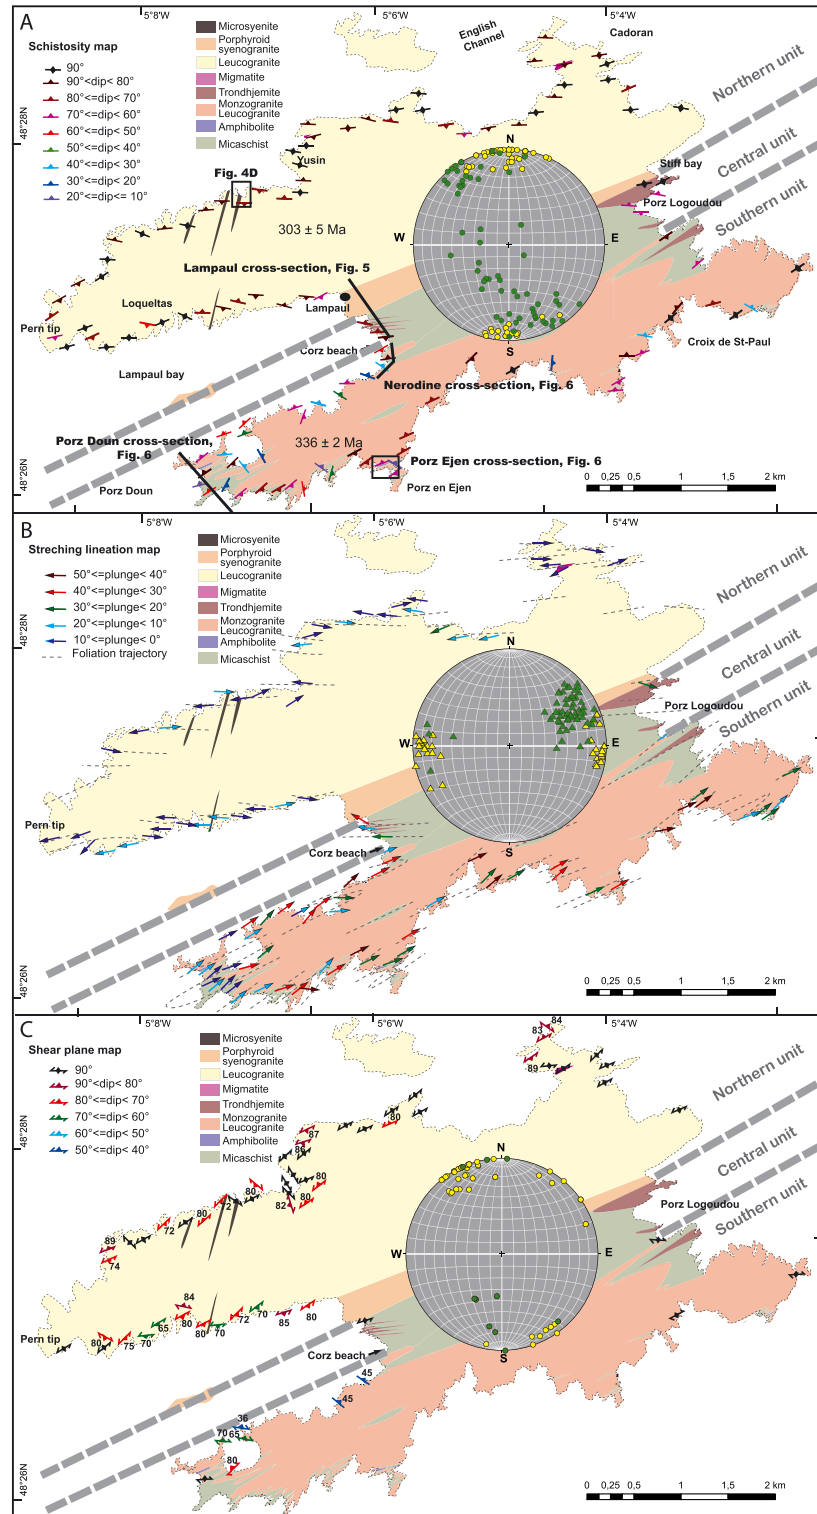 5°8'W
5°6'W
5°4'W
A
Schistosity map
90°
90°<dip< 80°
80°<=dip< 70°
70°<=dip< 60°
60°<=dip< 50°
50°<=dip< 40°
40°<=dip< 30°
30°<=dip< 20°
20°<dip<= 10°
Microsyenite
Porphyroid
syenogranite
Leucogranite
Migmatite
Trondhjemite
Monzogranite
Leucogranite
Amphibolite
Micaschist
English
Channel
Cadoran
Northern unit
Central unit
Southern unit
48°28N
Yusin
Fig. 4D
N
W
E
S
Stiff bay
Porz Logoudou
303 ± 5 Ma
Lampaul cross-section, Fig. 5
Loqueltas
Lampaul
Pern tip
Corz beach
Croix de St-Paul
Lampaul bay
Nerodine cross-section, Fig. 6
Porz Doun cross-section,
Fig. 6
336 ± 2 Ma
Porz Ejen cross-section, Fig. 6
48°26N
Porz Doun
Porz en Ejen
0 0,25 0,5 1 1,5 2 km
5°8'W
5°6'W
5°4'W
B
Streching lineation map
50°<=plunge< 40°
40°<=plunge< 30°
30°<=plunge< 20°
20°<=plunge< 10°
10°<=plunge< 0°
Foliation trajectory
Microsyenite
Porphyroid
syenogranite
Leucogranite
Migmatite
Trondhjemite
Monzogranite
Leucogranite
Amphibolite
Micaschist
Northern unit
Central unit
Southern unit
48°28N
N
W
E
S
Porz Logoudou
Pern tip
Corz beach
48°26N
0 0,25 0,5 1 1,5 2 km
5°8'W
5°6'W
5°4'W
C
Shear plane map
90°
90°<dip< 80°
80°<=dip< 70°
70°<=dip< 60°
60°<=dip< 50°
50°<=dip< 40°
Microsyenite
Porphyroid
syenogranite
Leucogranite
Migmatite
Trondhjemite
Monzogranite
Leucogranite
Amphibolite
Micaschist
84
83
89
Northern unit
Central unit
Southern unit
48°28N
80
87
86
80
80
80
82
72
80
72
89
74
N
W
E
S
Porz Logoudou
84
65
80
80
70
72
70
85
80
Pern tip
80
75
70
Corz beach
45
45
36
70
65
80
48°26N
0 0,25 0,5 1 1,5 2 km